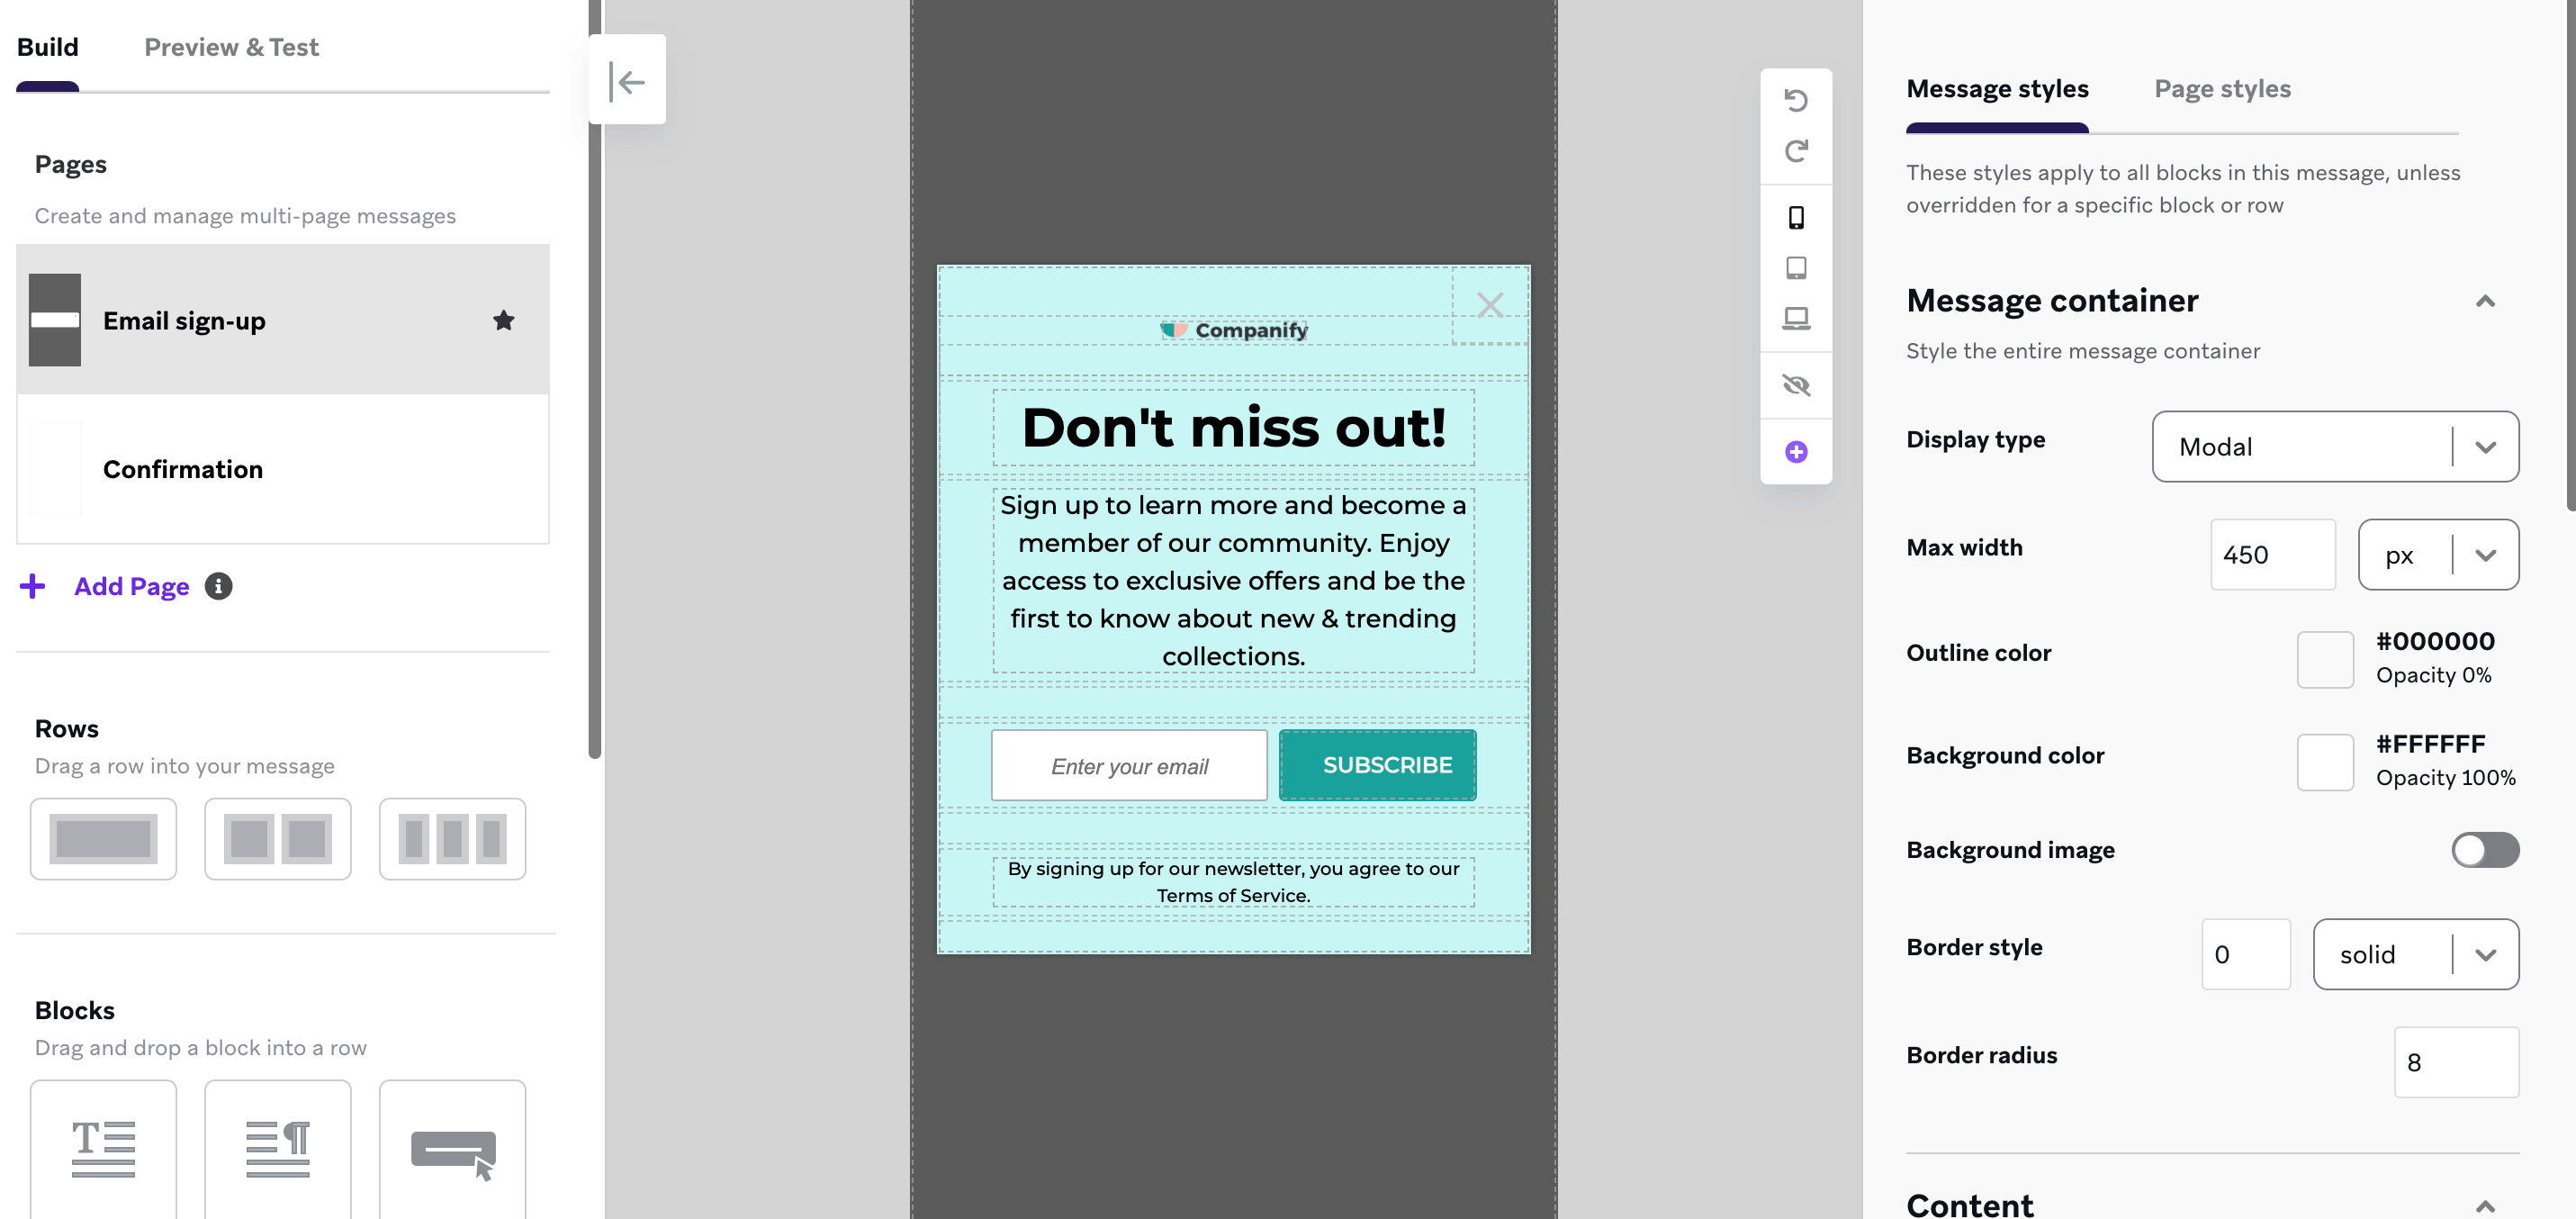 Build
Preview & Test
Pages
Create and manage multi-page messages
Email sign-up
Confirmation
Add Page
Rows
Drag a row into your message
Blocks
Drag and drop a block into a row
Companify
Don't miss out!
Sign up to learn more and become a
member of our community. Enjoy
access to exclusive offers and be the
first to know about new & trending
collections.
Enter your email
SUBSCRIBE
By signing up for our newsletter, you agree to our
Terms of Service.
Message styles
Page styles
These styles apply to all blocks in this message, unless
overridden for a specific block or row
Message container
Style the entire message container
Display type
Modal
Max width
450
px
Outline color
#000000
Opacity 0%
Background color
#FFFFFF
Opacity 100%
Background image
Border style
0
solid
Border radius
8
Content